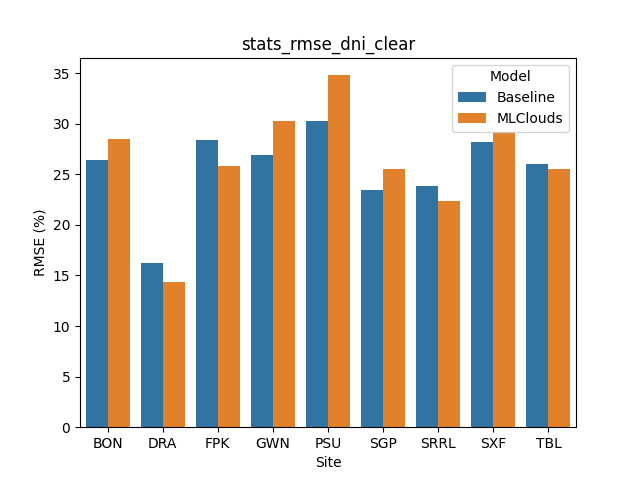 stats_rmse_dni_clear
Model
Baseline
MLClouds
RMSE (%)
35
30
25
20
15
10
5
0
BON DRA FPK GWN PSU SGP SRRL SXF TBL
Site